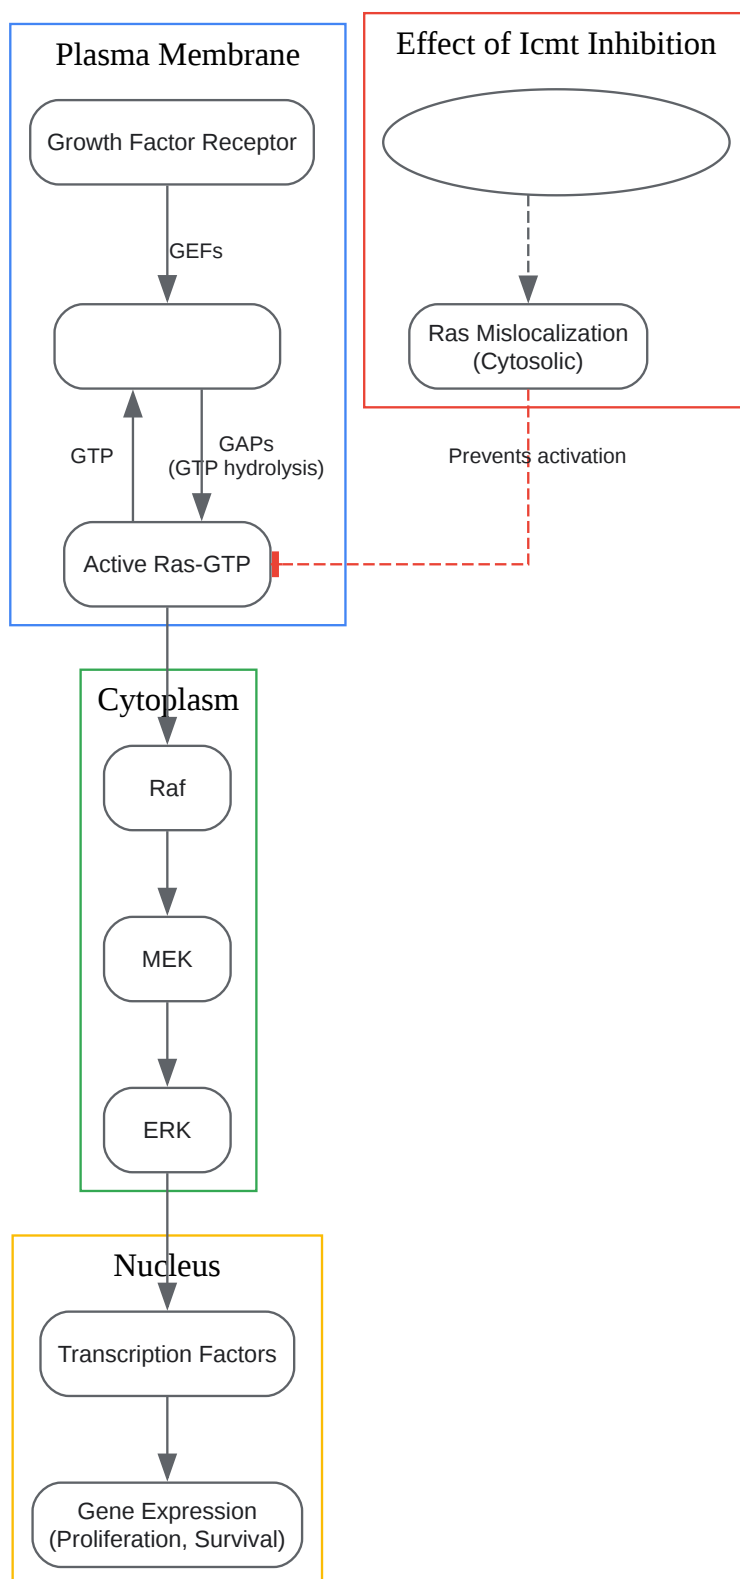 Plasma Membrane
Growth Factor Receptor
GEFs
GTP
GAPs
(GTP hydrolysis)
Active Ras-GTP
Effect of Icmt Inhibition
Ras Mislocalization
(Cytosolic)
Prevents activation
Cytoplasm
Raf
MEK
ERK
Nucleus
Transcription Factors
Gene Expression
(Proliferation, Survival)